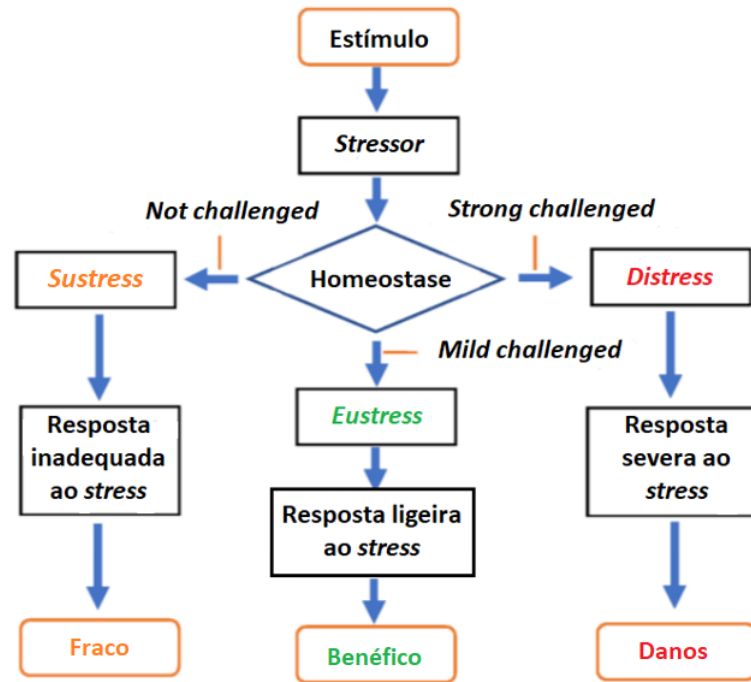 Estímulo
Stressor
Not challenged
Strong challenged
Sustress
Homeostase
Distress
Mild challenged
Eustress
Resposta
inadequada
ao stress
Resposta ligeira
ao stress
Resposta
severa ao
stress
Fraco
Benéfico
Danos